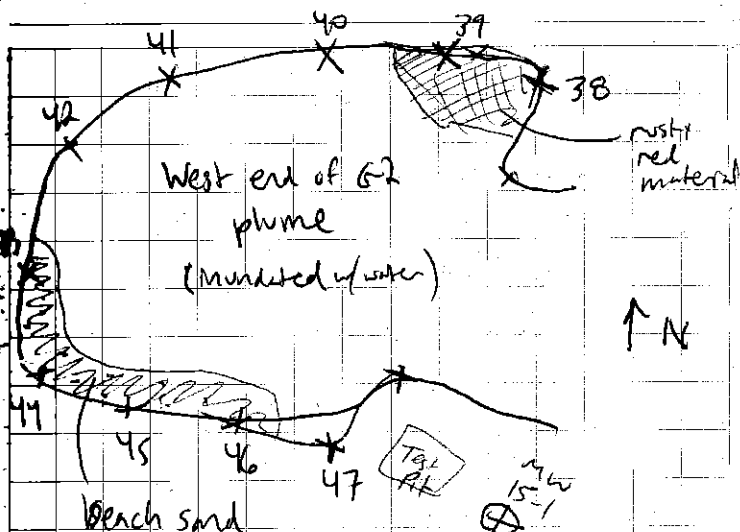 40
39
41
38
42
rusty
red
material
West end of G-2
plume
(inundated w/ water)
N
44
45
46
47
MW
15-1
beach sand